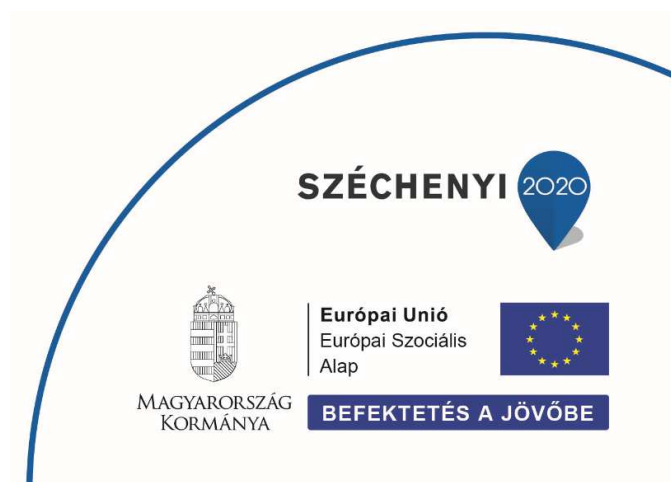 SZÉCHENYI 2020
Európai Unió
Európai Szociális
Alap
MAGYARORSZÁG
KORMÁNYA
BEFEKTETÉS A JÖVŐBE